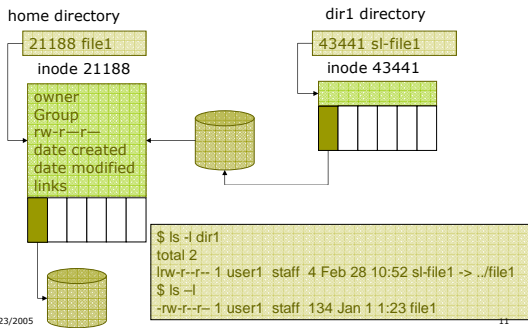 home directory
dir1 directory
21188 file1
43441 sl-file1
inode 21188
inode 43441
owner
Group
rw-r—r—
date created
date modified
links
$ ls -l dir1
total 2
lrw-r--r-- 1 user1 staff 4 Feb 28 10:52 sl-file1 -> ../file1
$ ls –l
-rw-r--r-- 1 user1 staff 134 Jan 1 1:23 file1
23/2005
11